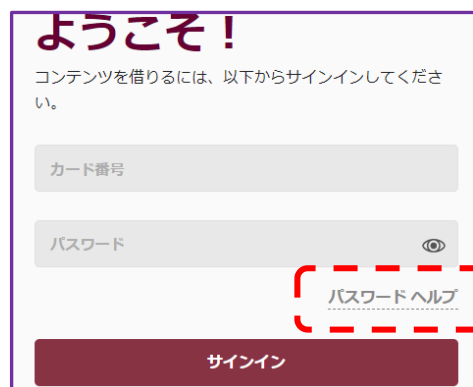 ようこそ！
コンテンツを借りるには、以下からサインインしてくださ
い。
カード番号
パスワード
パスワード ヘルプ
サインイン